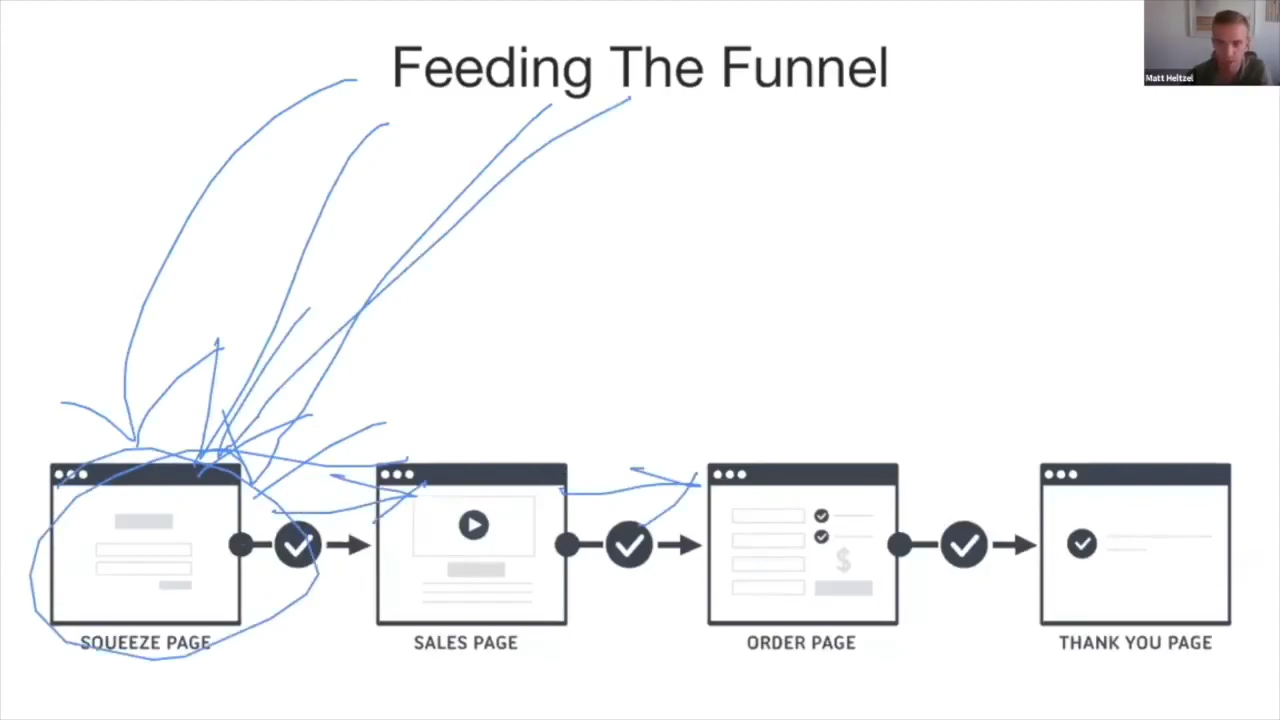 Feeding The Funnel
Matt Heltzel
SQUEEZE PAGE
SALES PAGE
ORDER PAGE
THANK YOU PAGE
$